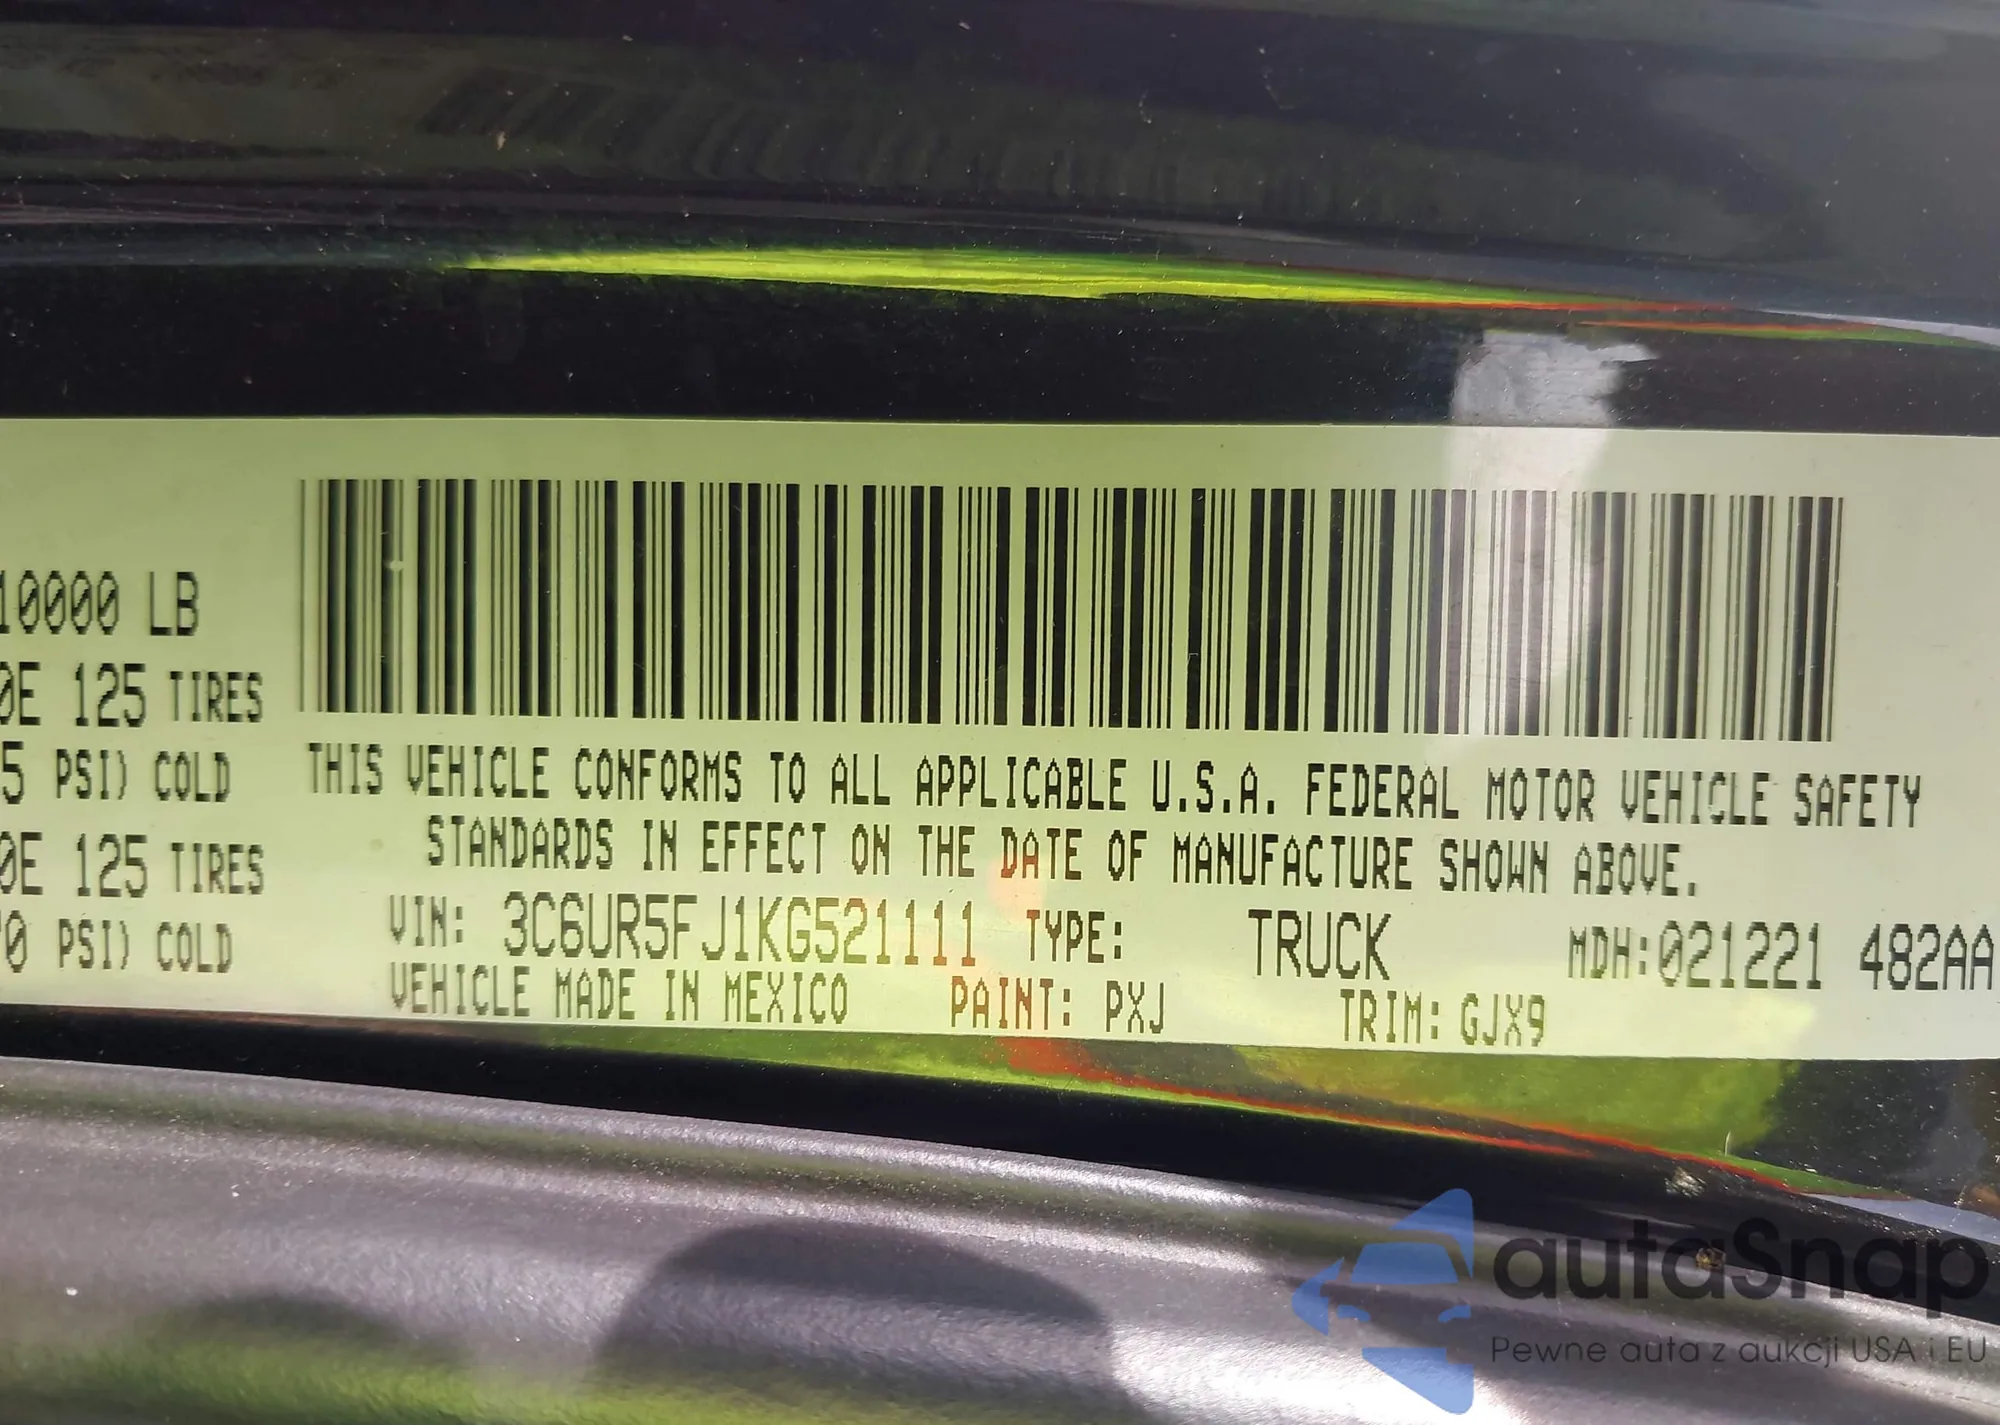 10000 LB
0E 125 TIRES
5 PSI) COLD
0E 125 TIRES
0 PSI) COLD
THIS VEHICLE CONFORMS TO ALL APPLICABLE U.S.A. FEDERAL MOTOR VEHICLE SAFETY
STANDARDS IN EFFECT ON THE DATE OF MANUFACTURE SHOWN ABOVE.
VIN: 3C6UR5FJ1KG521111 TYPE: TRUCK MDH:021221 482AA
VEHICLE MADE IN MEXICO PAINT: PXJ TRIM: GJX9
autaSnap
Pewne auta z aukcji USA i EU